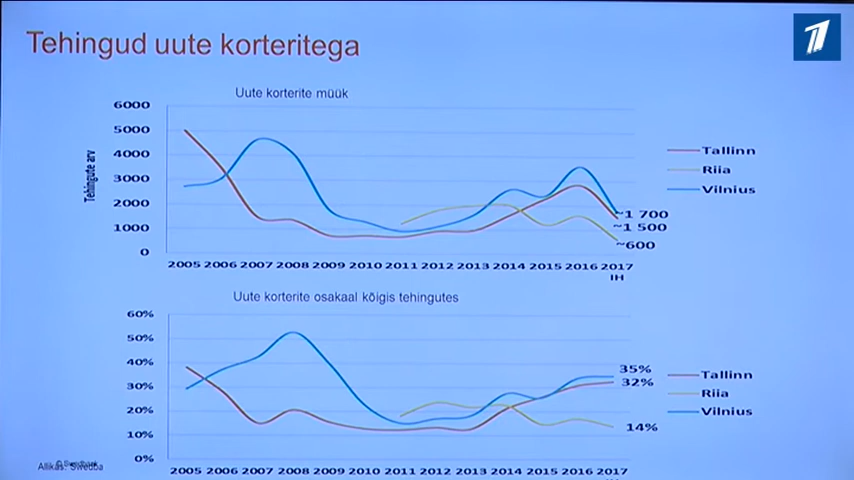 Tehingud uute korteritega
Uute korterite müük
Tehingute arv
6000
5000
4000
3000
2000
1000
0
Tallinn
Riia
Vilnius
~1 700
~1 500
~600
2005 2006 2007 2008 2009 2010 2011 2012 2013 2014 2015 2016 2017
IH
Uute korterite osakaal kõigis tehingutes
60%
50%
40%
30%
20%
10%
0%
35%
32%
14%
Tallinn
Riia
Vilnius
2005 2006 2007 2008 2009 2010 2011 2012 2013 2014 2015 2016 2017
Allikas:
1